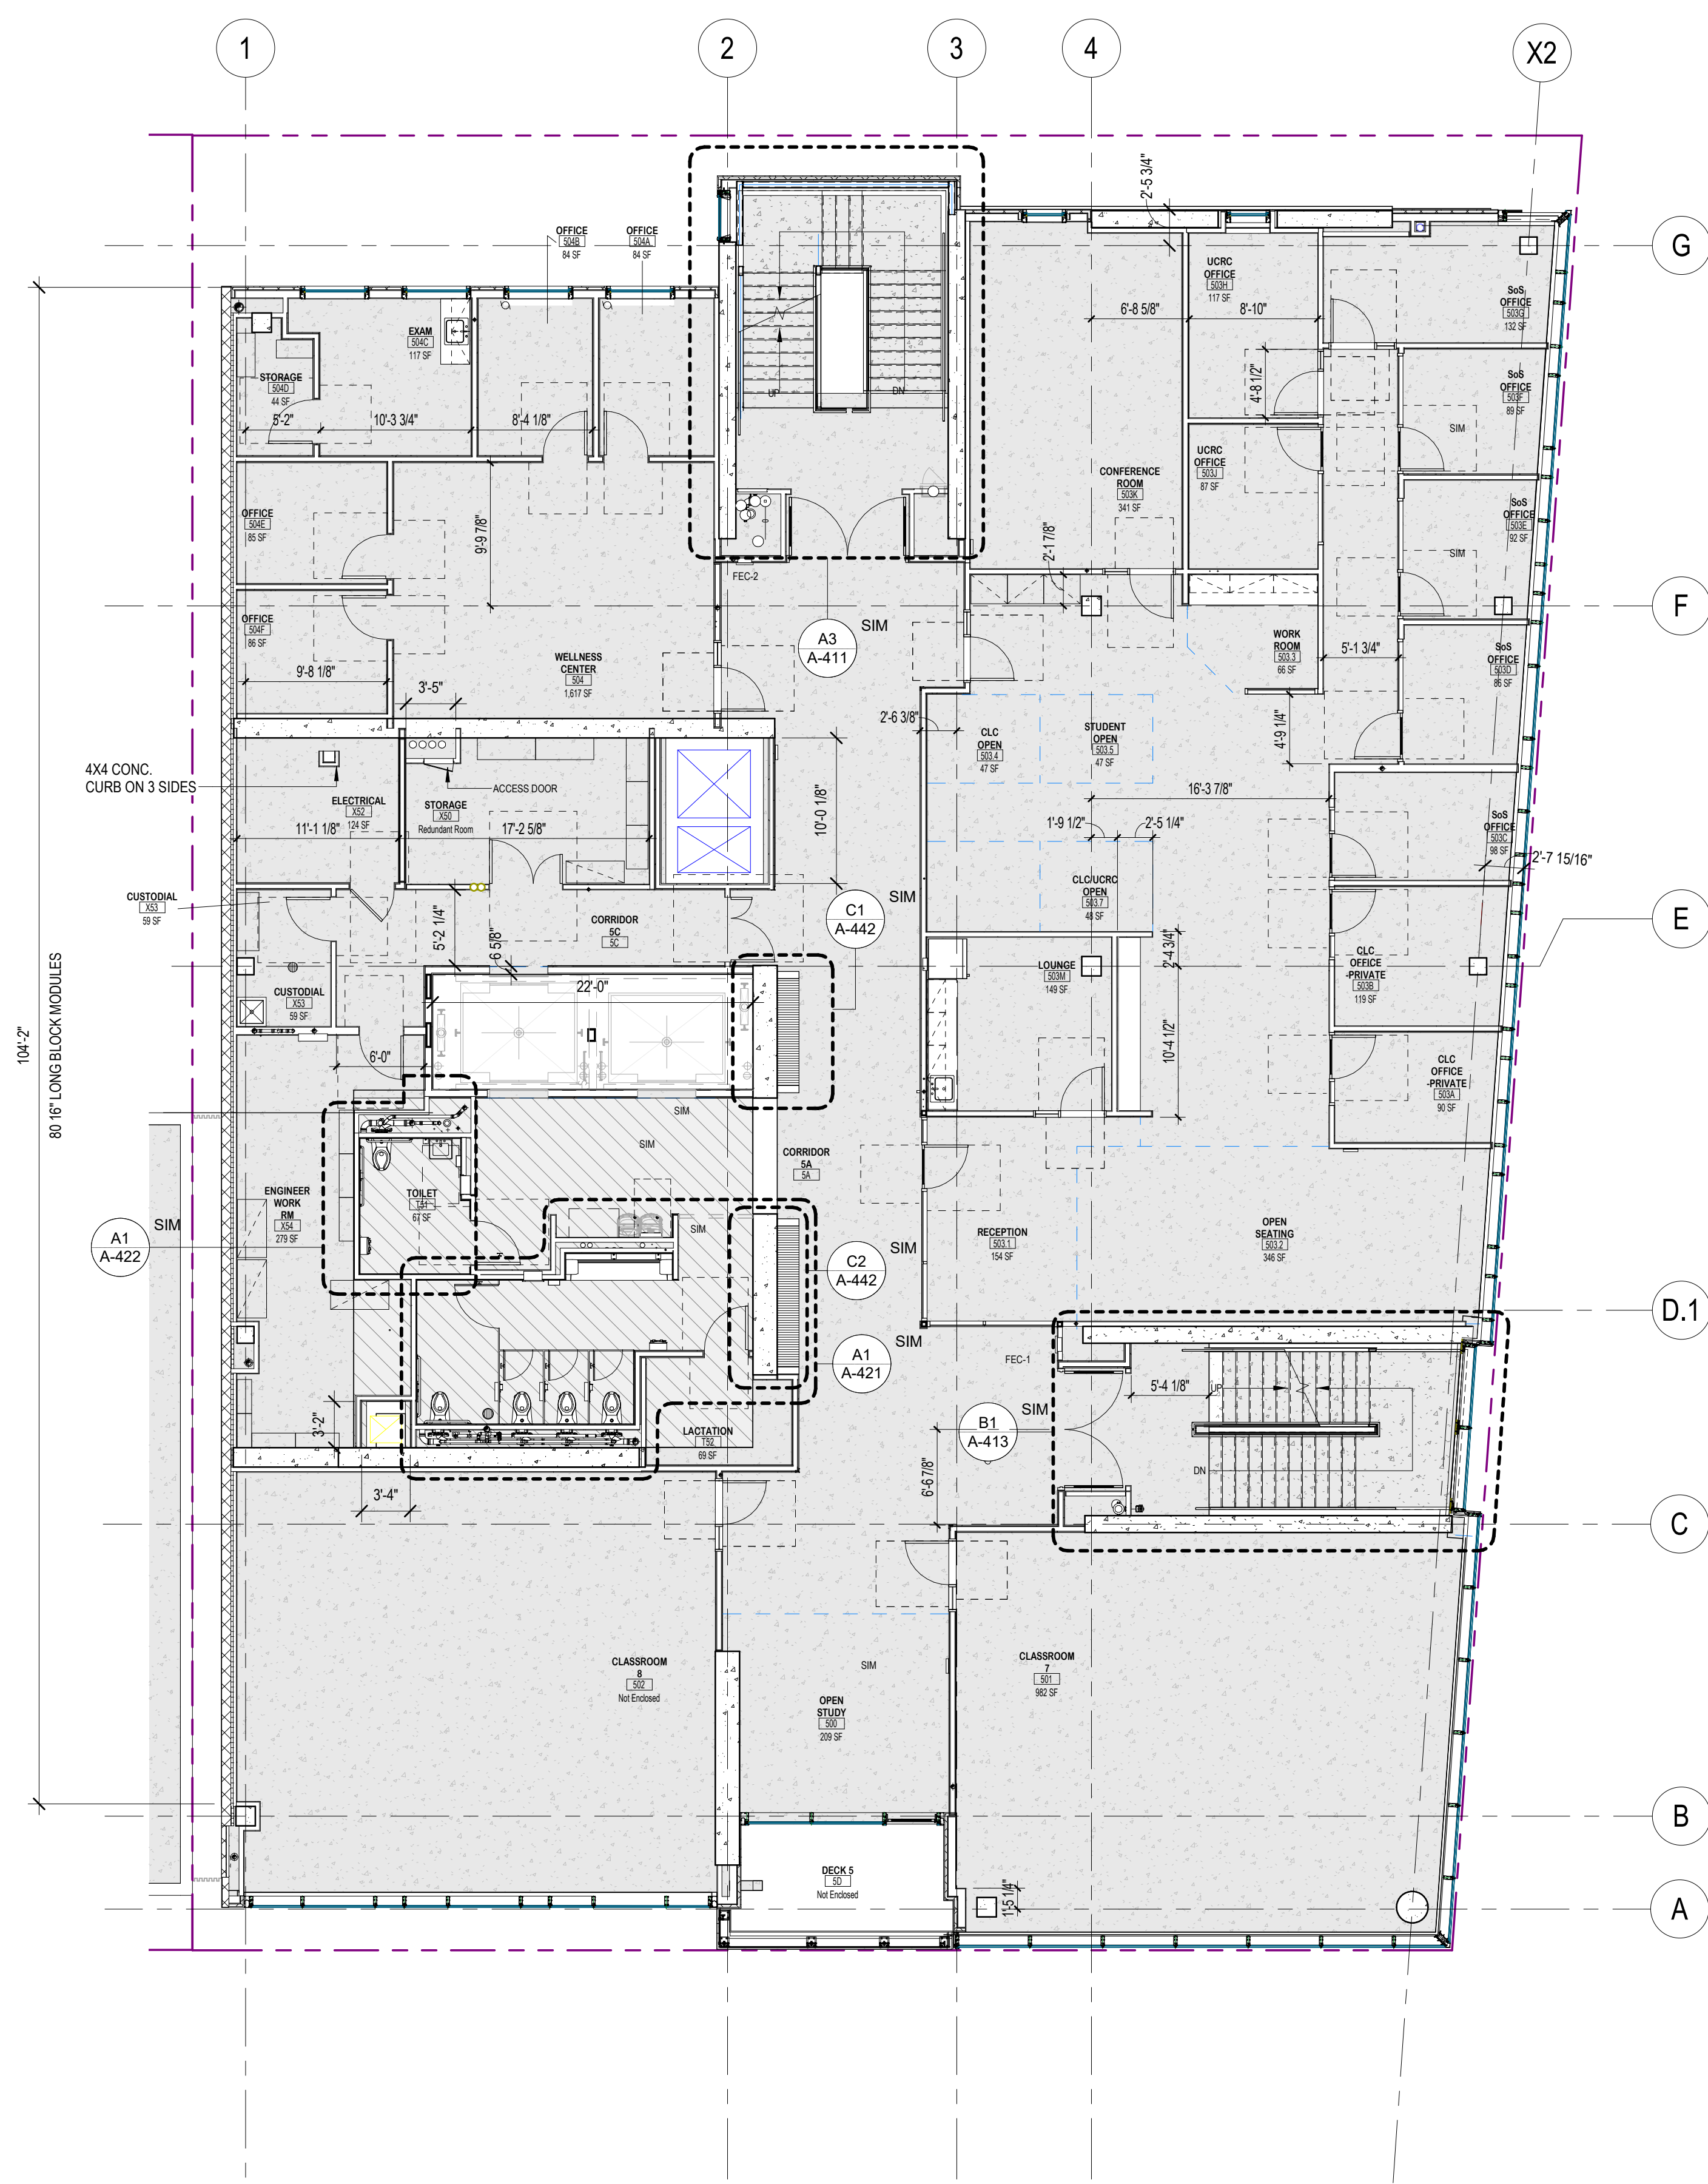 1
2
3
4
X2
G
F
E
D.1
C
B
A
2'-5 3/4"
OFFICE
504B
84 SF
OFFICE
504A
84 SF
EXAM
504C
117 SF
STORAGE
504D
44 SF
5'-2"
10'-3 3/4"
8'-4 1/8"
UP
DN
UCRC
OFFICE
503H
117 SF
6'-8 5/8"
8'-10"
4'-8 1/2"
SoS
OFFICE
503G
132 SF
SoS
OFFICE
503F
89 SF
SIM
UCRC
OFFICE
503J
87 SF
CONFERENCE
ROOM
503K
341 SF
SoS
OFFICE
503E
92 SF
SIM
OFFICE
504E
85 SF
9'-9 7/8"
FEC-2
2'-1 7/8"
OFFICE
504F
86 SF
9'-8 1/8"
WELLNESS
CENTER
504
1,617 SF
3'-5"
A3
A-411
SIM
WORK
ROOM
503.3
66 SF
5'-1 3/4"
SoS
OFFICE
503D
86 SF
2'-6 3/8"
CLC
OPEN
503.4
47 SF
STUDENT
OPEN
503.5
47 SF
4'-9 1/4"
4X4 CONC.
CURB ON 3 SIDES
ELECTRICAL
X52
124 SF
11'-1 1/8"
ACCESS DOOR
STORAGE
X50
Redundant Room
17'-2 5/8"
10'-0 1/8"
16'-3 7/8"
1'-9 1/2"
2'-5 1/4"
SoS
OFFICE
503C
98 SF
2'-7 15/16"
CUSTODIAL
X53
59 SF
CLC/UCRC
OPEN
503.7
48 SF
SIM
C1
A-442
CORRIDOR
5C
5C
5'-2 1/4"
6 5/8"
22'-0"
CUSTODIAL
X53
59 SF
LOUNGE
503M
149 SF
2'-4 3/4"
10'-4 1/2"
CLC
OFFICE
-PRIVATE
503B
119 SF
CLC
OFFICE
-PRIVATE
503A
90 SF
104'-2"
80 16" LONG BLOCK MODULES
6'-0"
SIM
SIM
SIM
CORRIDOR
5A
5A
ENGINEER
WORK
RM
X54
279 SF
TOILET
T51
67 SF
A1
A-422
SIM
RECEPTION
503.1
154 SF
OPEN
SEATING
503.2
346 SF
SIM
C2
A-442
SIM
A1
A-421
FEC-1
5'-4 1/8"
UP
DN
B1
A-413
SIM
6'-6 7/8"
3'-2"
3'-4"
LACTATION
T52
69 SF
CLASSROOM
8
502
Not Enclosed
SIM
OPEN
STUDY
500
209 SF
CLASSROOM
7
501
982 SF
DECK 5
5D
Not Enclosed
1'-5 1/4"